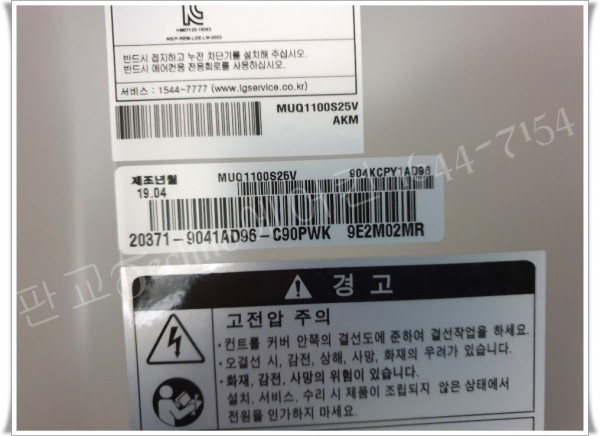 반드시 접지하고 누전 차단기를 설치해 주십시오.
반드시 에어컨용 전용회로를 사용하십시오.
서비스 : 1544-7777 (www.lgservice.co.kr)
MUQ1100S25V
AKM
제조년월 MUQ1100S25V 904KCPY1AD96
19.04
20371-9041AD96-C90PWK 9E2M02MR
경 고
고전압 주의
•컨트롤 커버 안쪽의 결선도에 준하여 결선작업을 하세요.
•오결선 시, 감전, 상해, 사망, 화재의 우려가 있습니다.
•화재, 감전, 사망의 위험이 있습니다.
설치, 서비스, 수리 시 제품이 조립되지 않은 상태에서
전원을 인가하지 마세요.
판교
544-7154